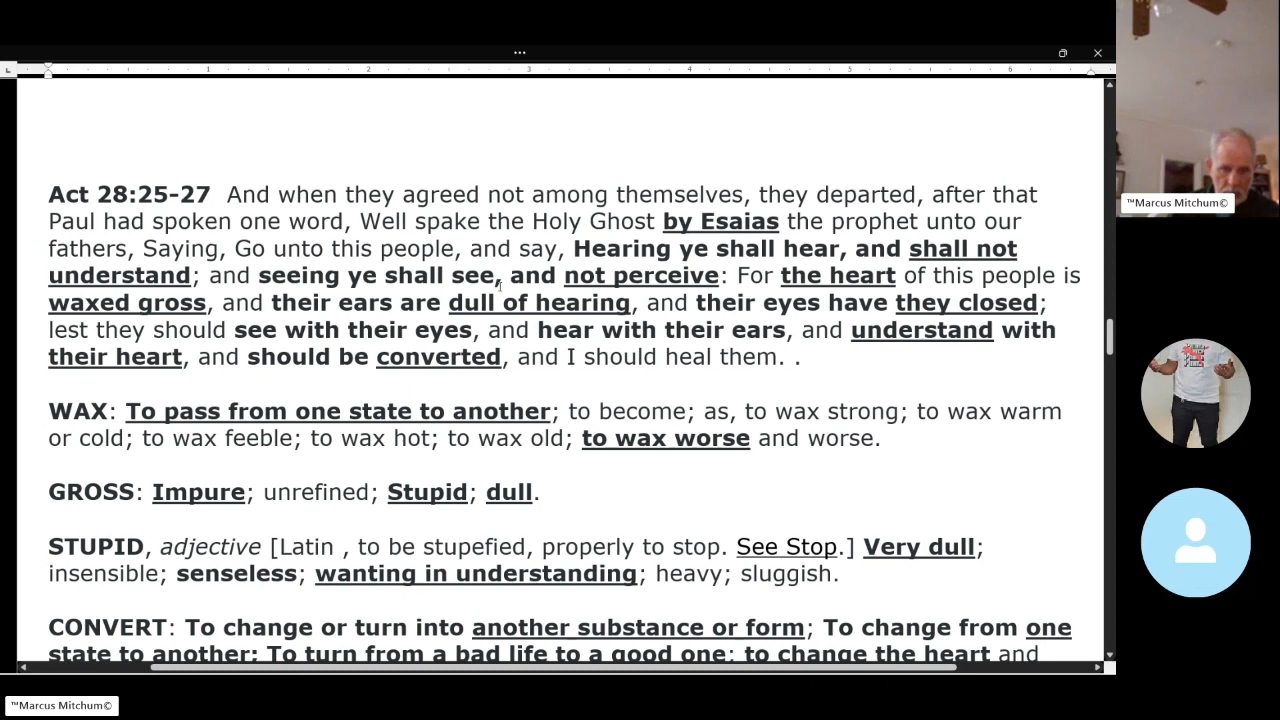 1 2 3 4 5 6
Act 28:25-27 And when they agreed not among themselves, they departed, after that
Paul had spoken one word, Well spake the Holy Ghost by Esaias the prophet unto our
fathers, Saying, Go unto this people, and say, Hearing ye shall hear, and shall not
understand; and seeing ye shall see, and not perceive: For the heart of this people is
waxed gross, and their ears are dull of hearing, and their eyes have they closed;
lest they should see with their eyes, and hear with their ears, and understand with
their heart, and should be converted, and I should heal them. .
WAX: To pass from one state to another; to become; as, to wax strong; to wax warm
or cold; to wax feeble; to wax hot; to wax old; to wax worse and worse.
GROSS: Impure; unrefined; Stupid; dull.
STUPID, adjective [Latin , to be stupefied, properly to stop. See Stop.] Very dull;
insensible; senseless; wanting in understanding; heavy; sluggish.
CONVERT: To change or turn into another substance or form; To change from one
state to another; To turn from a bad life to a good one; to change the heart and
™Marcus Mitchum©
™Marcus Mitchum©